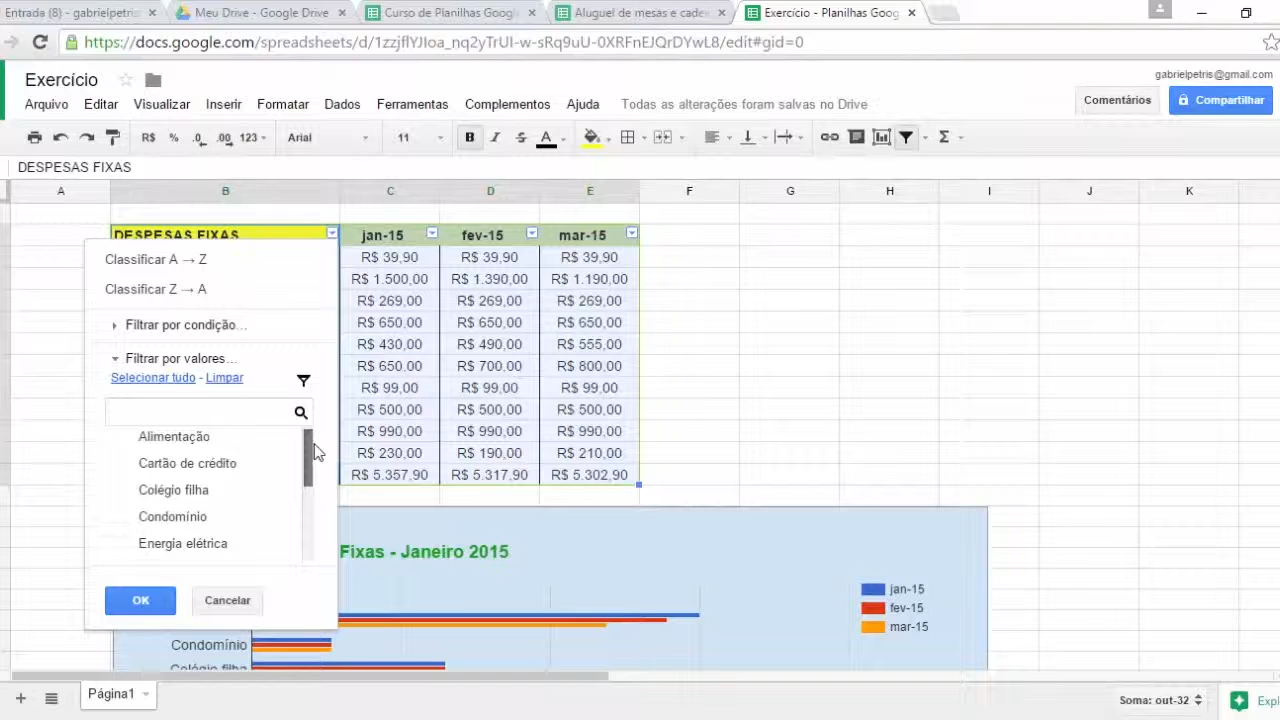 Entrada (8) - gabrielpetris@ Meu Drive - Google Drive Curso de Planilhas Googl Aluguel de mesas e cadei Exercício - Planilhas Goog
https://docs.google.com/spreadsheets/d/1zzjflYJIoa_nq2yTrUI-w-sRq9uU-0XRFnEJQrDYwL8/edit#gid=0
Exercício
gabrielpetris@gmail.com
Arquivo Editar Visualizar Inserir Formatar Dados Ferramentas Complementos Ajuda Todas as alterações foram salvas no Drive
Comentários Compartilhar
R$ % .0 .00 123 Arial 11 B I S A Σ
DESPESAS FIXAS
A B C D E F G H I J K
DESPESAS FIXAS jan-15 fev-15 mar-15
R$ 39,90 R$ 39,90 R$ 39,90
R$ 1.500,00 R$ 1.390,00 R$ 1.190,00
R$ 269,00 R$ 269,00 R$ 269,00
R$ 650,00 R$ 650,00 R$ 650,00
R$ 430,00 R$ 490,00 R$ 555,00
R$ 650,00 R$ 700,00 R$ 800,00
R$ 99,00 R$ 99,00 R$ 99,00
R$ 500,00 R$ 500,00 R$ 500,00
R$ 990,00 R$ 990,00 R$ 990,00
R$ 230,00 R$ 190,00 R$ 210,00
R$ 5.357,90 R$ 5.317,90 R$ 5.302,90
Classificar A → Z
Classificar Z → A
Filtrar por condição...
Filtrar por valores...
Selecionar tudo - Limpar
Alimentação
Cartão de crédito
Colégio filha
Condomínio
Energia elétrica
OK Cancelar
Fixas - Janeiro 2015
jan-15
fev-15
mar-15
Condomínio
Colégio filha
Página1
Soma: out-32
Expl